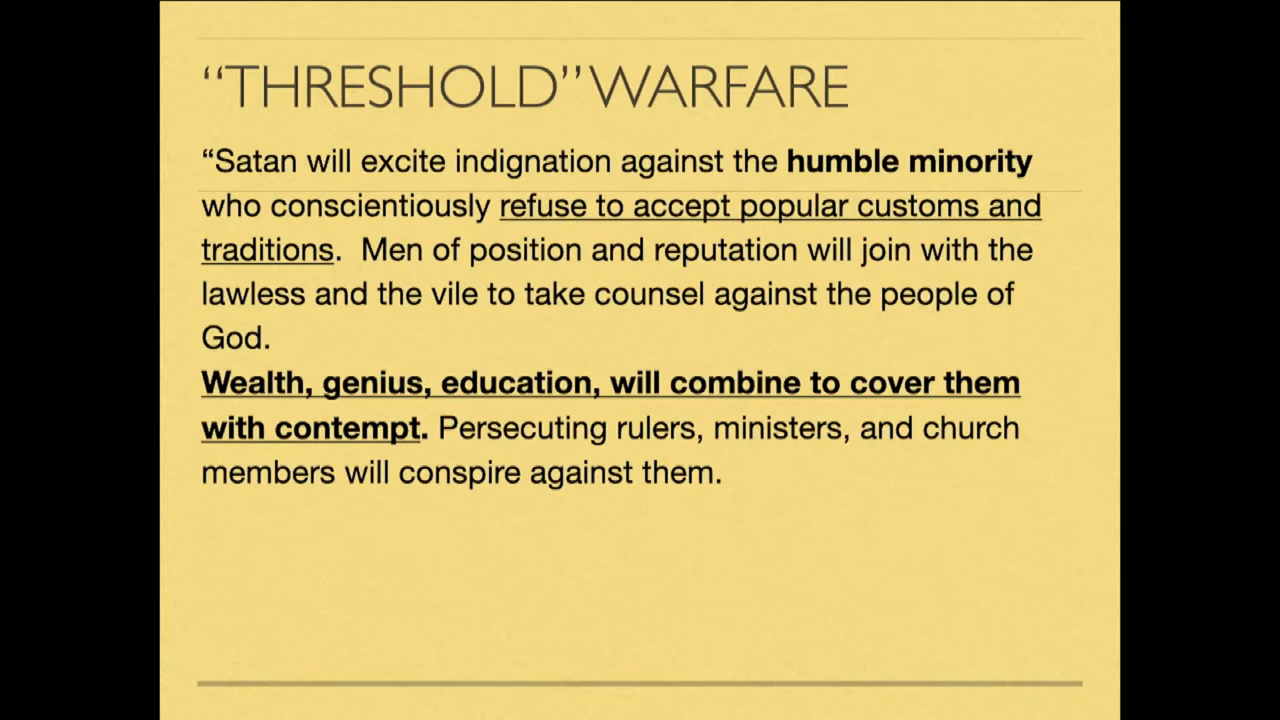 “THRESHOLD” WARFARE
“Satan will excite indignation against the humble minority
who conscientiously refuse to accept popular customs and
traditions.  Men of position and reputation will join with the
lawless and the vile to take counsel against the people of
God.
Wealth, genius, education, will combine to cover them
with contempt. Persecuting rulers, ministers, and church
members will conspire against them.